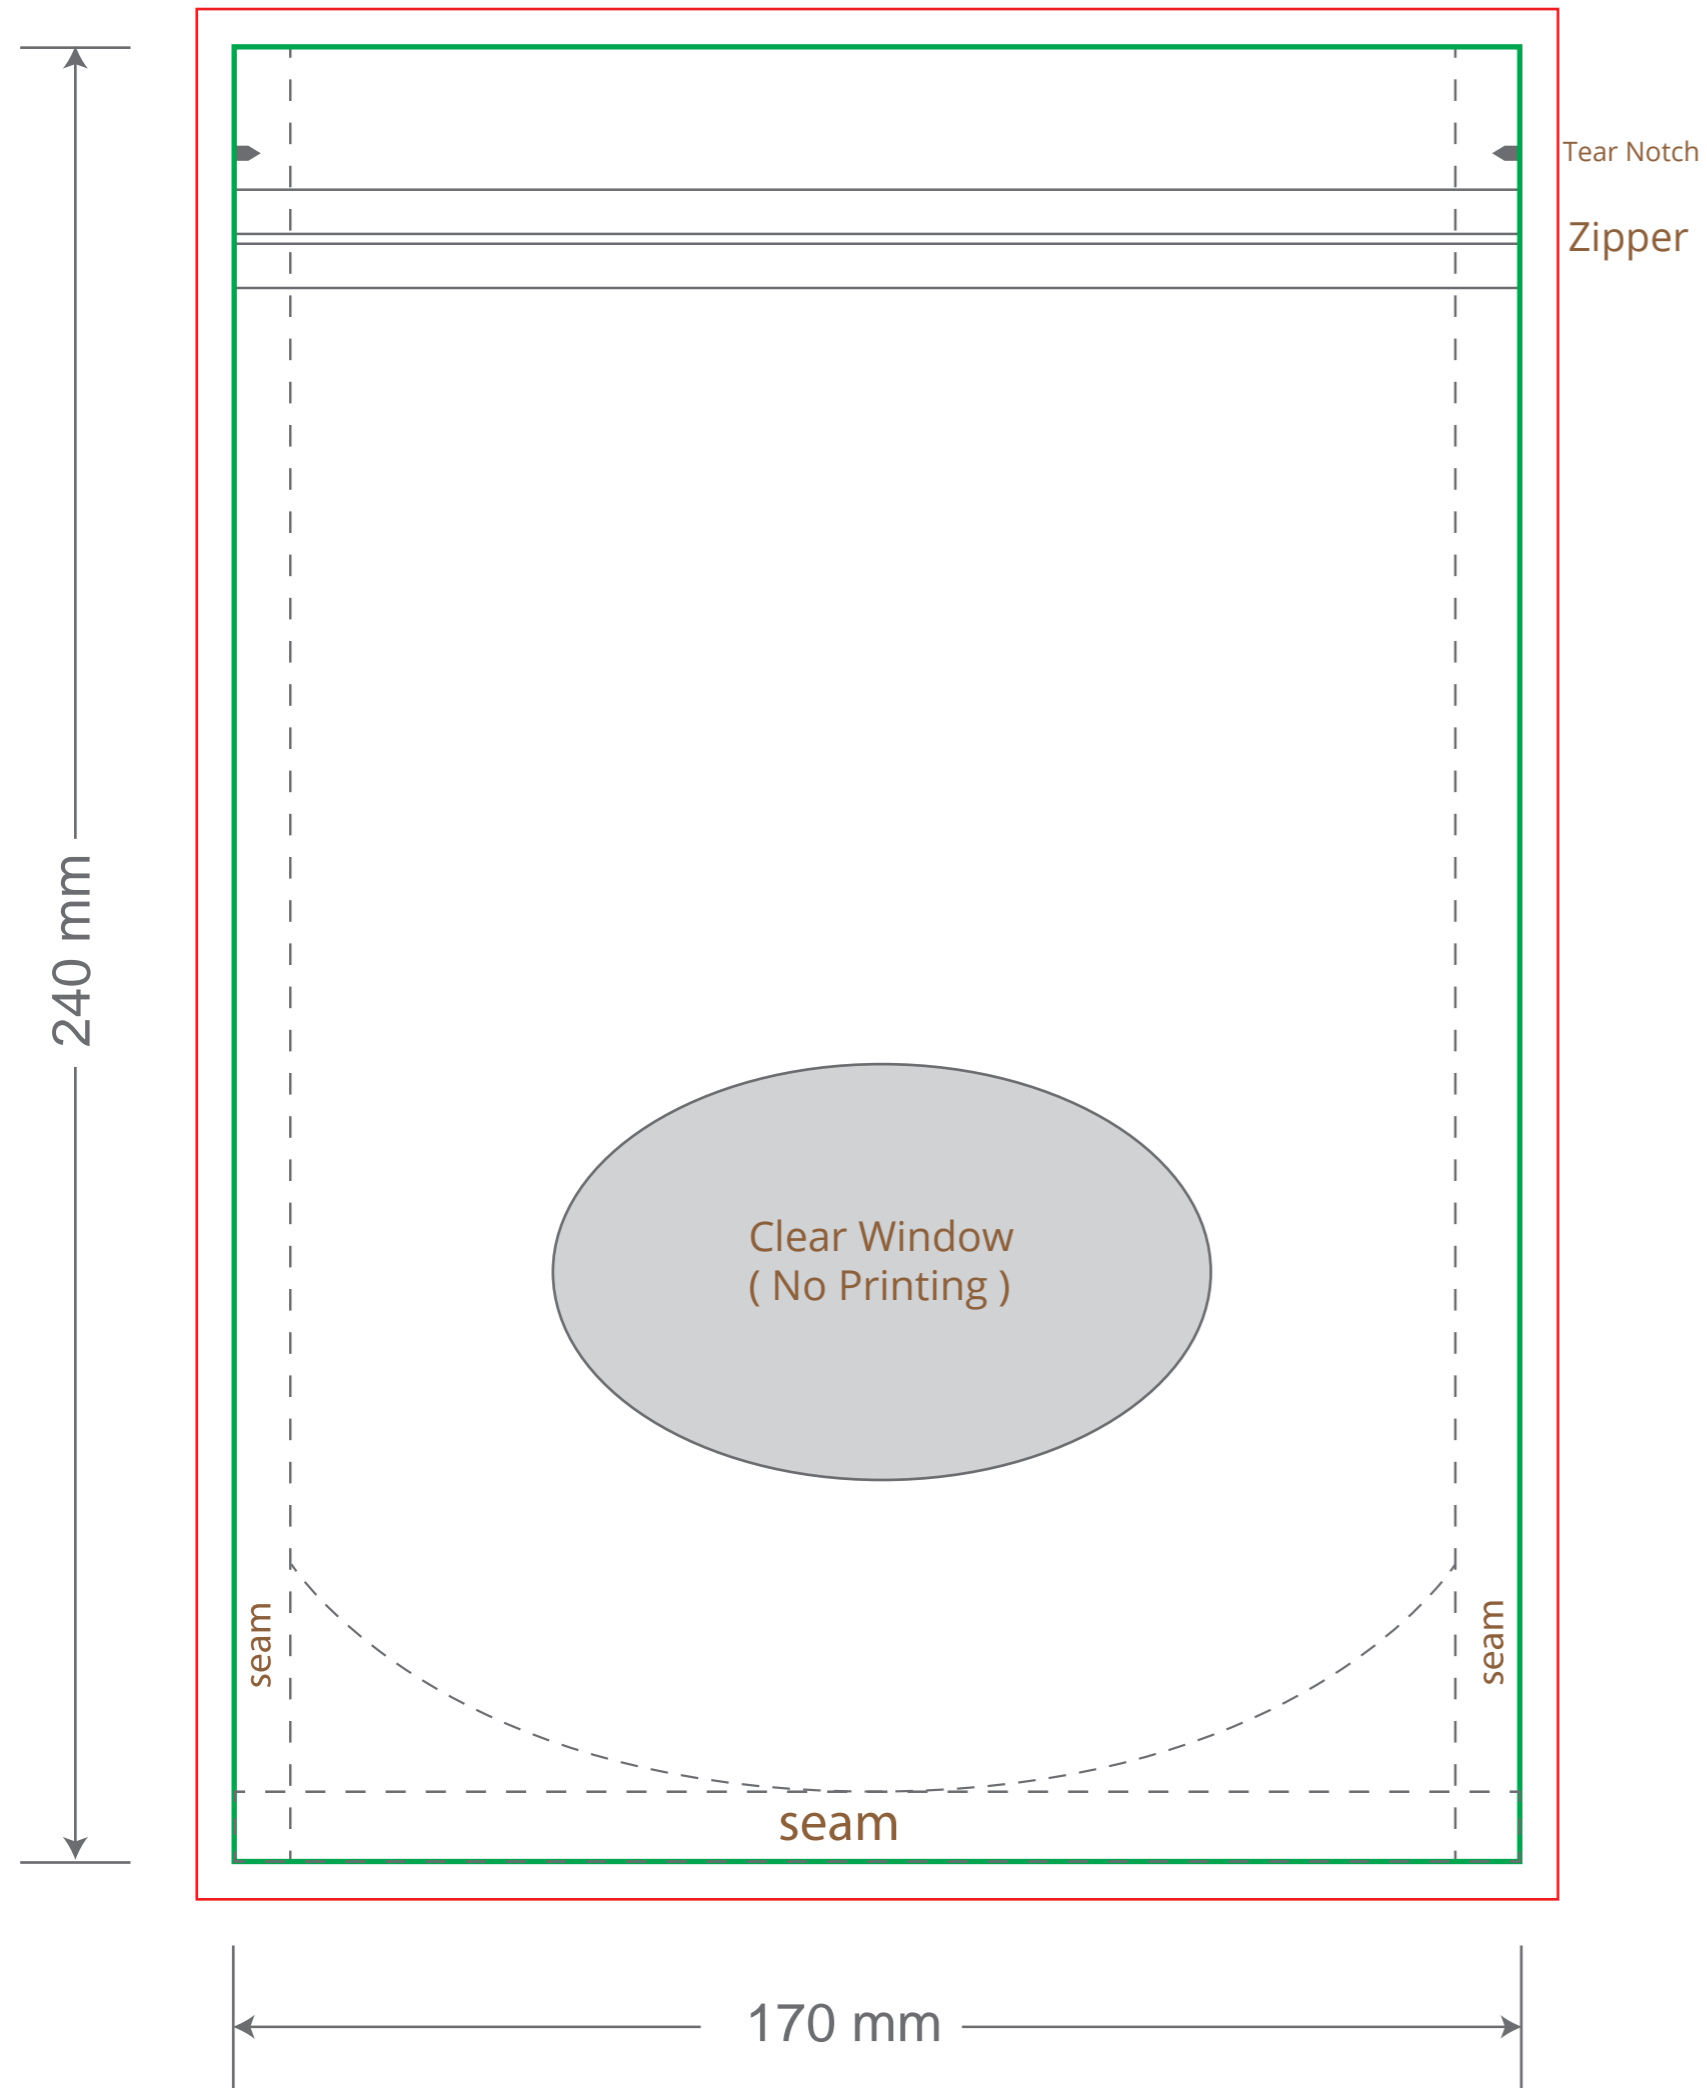 Tear Notch
Zipper
240 mm
Clear Window
( No Printing )
seam
seam
seam
170 mm